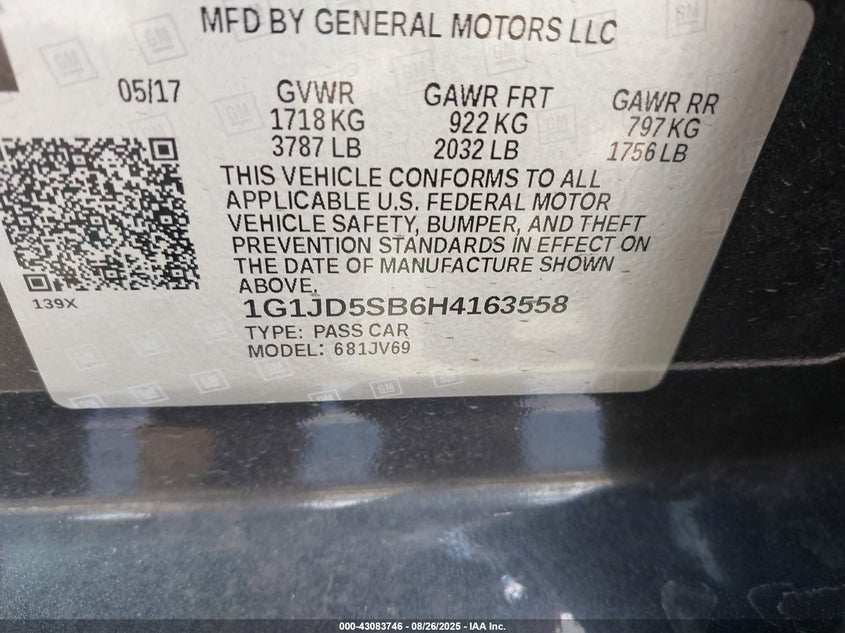 MFD BY GENERAL MOTORS LLC
05/17 GVWR GAWR FRT GAWR RR
1718 KG 922 KG 797 KG
3787 LB 2032 LB 1756 LB
THIS VEHICLE CONFORMS TO ALL
APPLICABLE U.S. FEDERAL MOTOR
VEHICLE SAFETY, BUMPER, AND THEFT
PREVENTION STANDARDS IN EFFECT ON
THE DATE OF MANUFACTURE SHOWN
ABOVE.
139X
1G1JD5SB6H4163558
TYPE: PASS CAR
MODEL: 681JV69
000-43083746 - 08/26/2025 - IAA Inc.